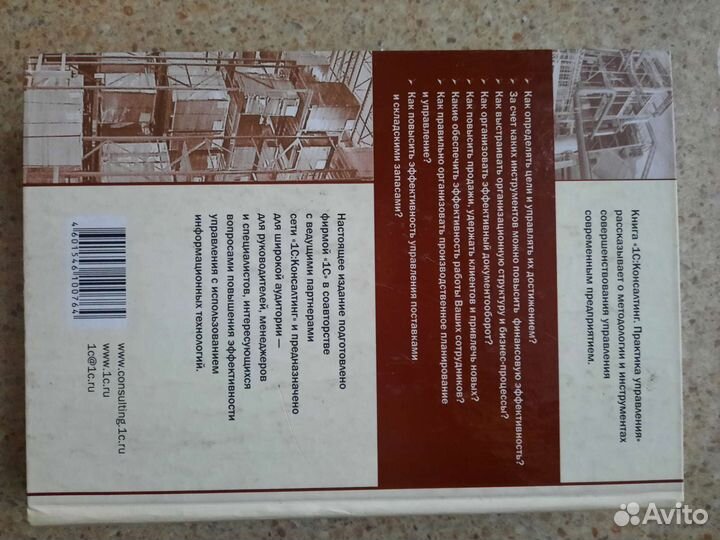 Книга «1С:Консалтинг. Практика управления»
рассказывает о методологии и инструментах
совершенствования управления
современным предприятием.
➢ Как определять цели и управлять их достижением?
➢ За счет каких инструментов можно повысить финансовую эффективность?
➢ Как выстраивать организационную структуру и бизнес-процессы?
➢ Как организовать эффективный документооборот?
➢ Как повысить продажи, удержать клиентов и привлечь новых?
➢ Какие обеспечить эффективность работы Ваших сотрудников?
➢ Как правильно организовать производственное планирование
и управление?
➢ Как повысить эффективность управления поставками
и складскими запасами?
Настоящее издание подготовлено
фирмой «1С» в соавторстве
с ведущими партнерами
сети «1С:Консалтинг» и предназначено
для широкой аудитории —
для руководителей, менеджеров
и специалистов, интересующихся
вопросами повышения эффективности
управления с использованием
информационных технологий.
www.consulting.1c.ru
www.1c.ru
1c@1c.ru
4 601546 100764
Avito